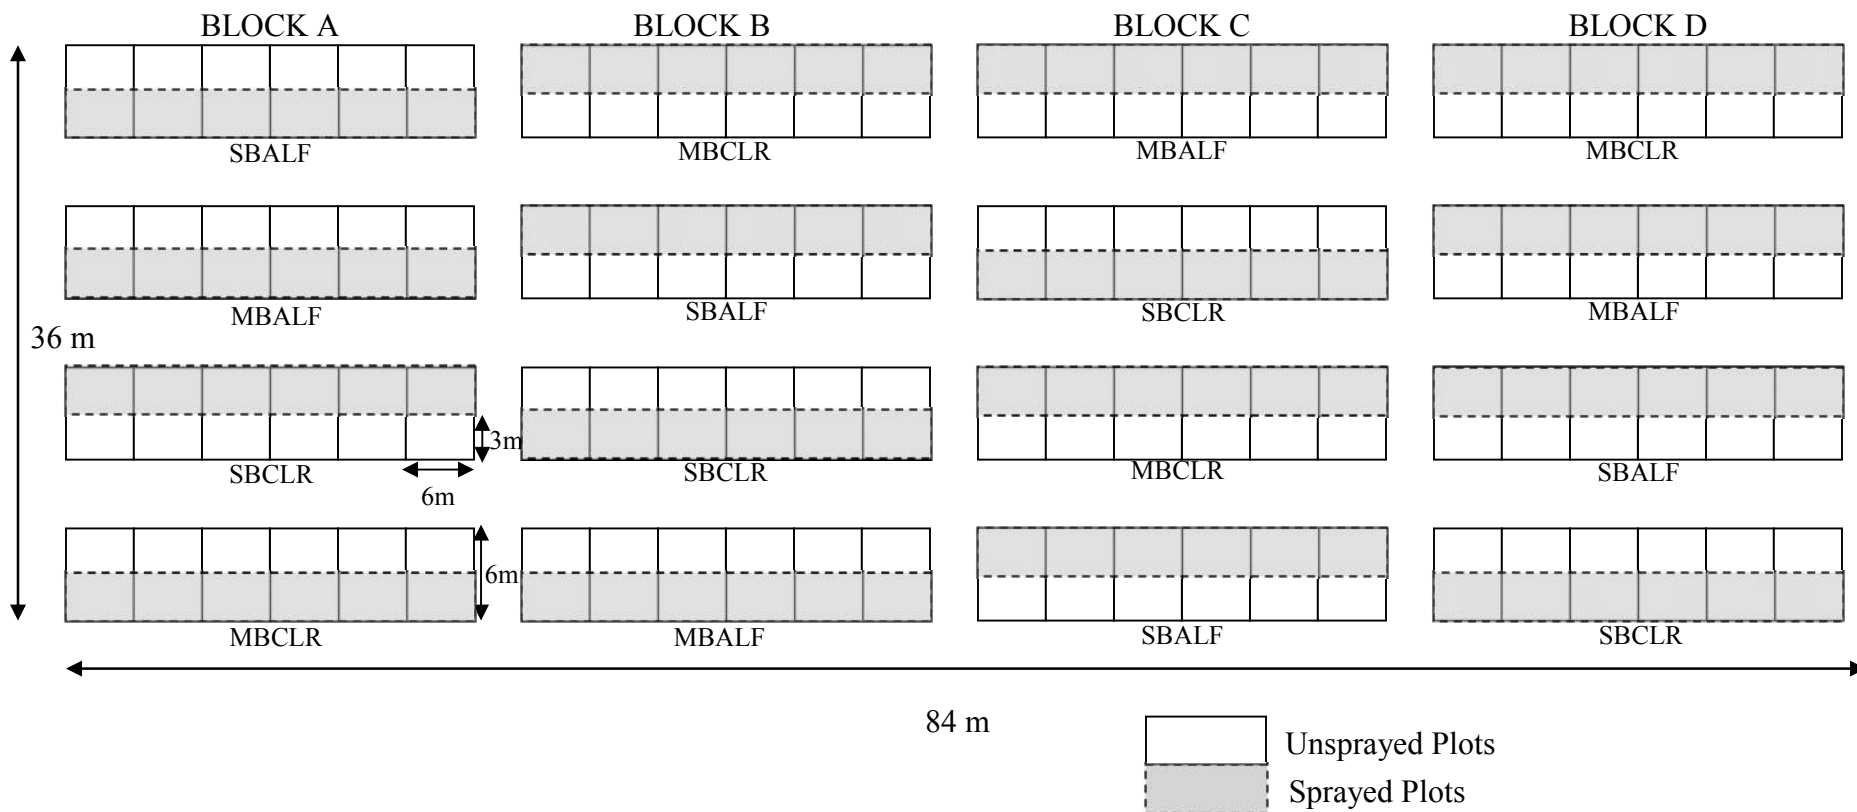 BLOCK A BLOCK B BLOCK C BLOCK D
SBALF MBCLR MBALF MBCLR
MBALF SBALF SBCLR MBALF
36 m
3m
SBCLR SBCLR MBCLR SBALF
6m
6m
MBCLR MBALF SBALF SBCLR
84 m
Unsprayed Plots
Sprayed Plots